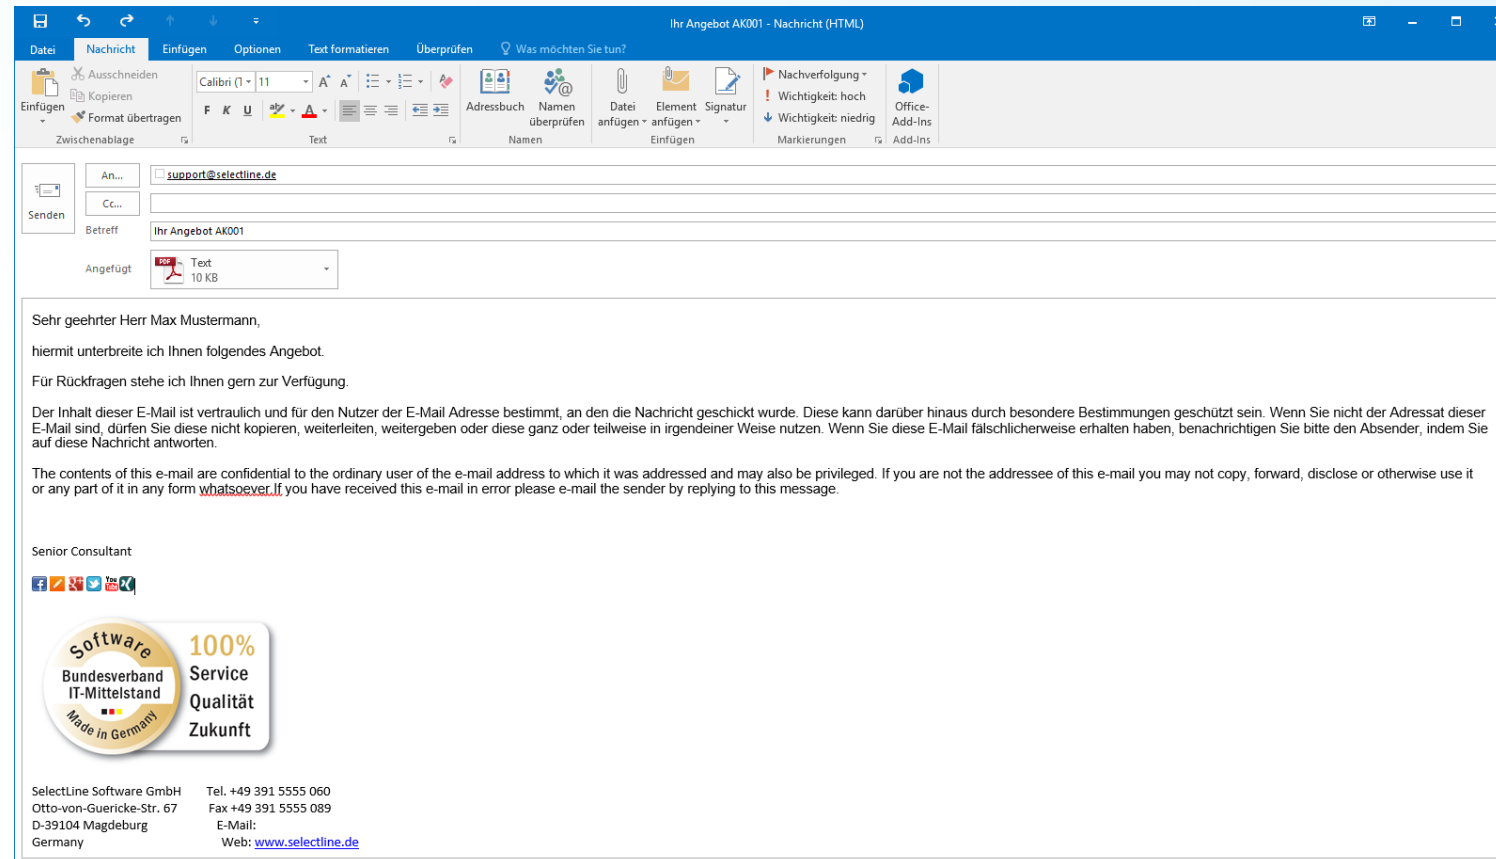 Ihr Angebot AK001 - Nachricht (HTML)
Datei Nachricht Einfügen Optionen Text formatieren Überprüfen Was möchten Sie tun?
Einfügen
Ausschneiden
Kopieren
Format übertragen
Zwischenablage
Calibri (T 11
F K U
Text
Adressbuch
Namen
überprüfen
Namen
Datei
anfügen
Element
anfügen
Signatur
Einfügen
Nachverfolgung
Wichtigkeit: hoch
Wichtigkeit: niedrig
Markierungen
Office-
Add-Ins
Add-Ins
Senden
An... support@selectline.de
Cc...
Betreff Ihr Angebot AK001
Angefügt
PDF Text
10 KB
Sehr geehrter Herr Max Mustermann,
hiermit unterbreite ich Ihnen folgendes Angebot.
Für Rückfragen stehe ich Ihnen gern zur Verfügung.
Der Inhalt dieser E-Mail ist vertraulich und für den Nutzer der E-Mail Adresse bestimmt, an den die Nachricht geschickt wurde. Diese kann darüber hinaus durch besondere Bestimmungen geschützt sein. Wenn Sie nicht der Adressat dieser
E-Mail sind, dürfen Sie diese nicht kopieren, weiterleiten, weitergeben oder diese ganz oder teilweise in irgendeiner Weise nutzen. Wenn Sie diese E-Mail fälschlicherweise erhalten haben, benachrichtigen Sie bitte den Absender, indem Sie
auf diese Nachricht antworten.
The contents of this e-mail are confidential to the ordinary user of the e-mail address to which it was addressed and may also be privileged. If you are not the addressee of this e-mail you may not copy, forward, disclose or otherwise use it
or any part of it in any form whatsoever.If you have received this e-mail in error please e-mail the sender by replying to this message.
Senior Consultant
You Tube
Software
Bundesverband
IT-Mittelstand
Made in Germany
100%
Service
Qualität
Zukunft
SelectLine Software GmbH Tel. +49 391 5555 060
Otto-von-Guericke-Str. 67 Fax +49 391 5555 089
D-39104 Magdeburg E-Mail:
Germany Web: www.selectline.de